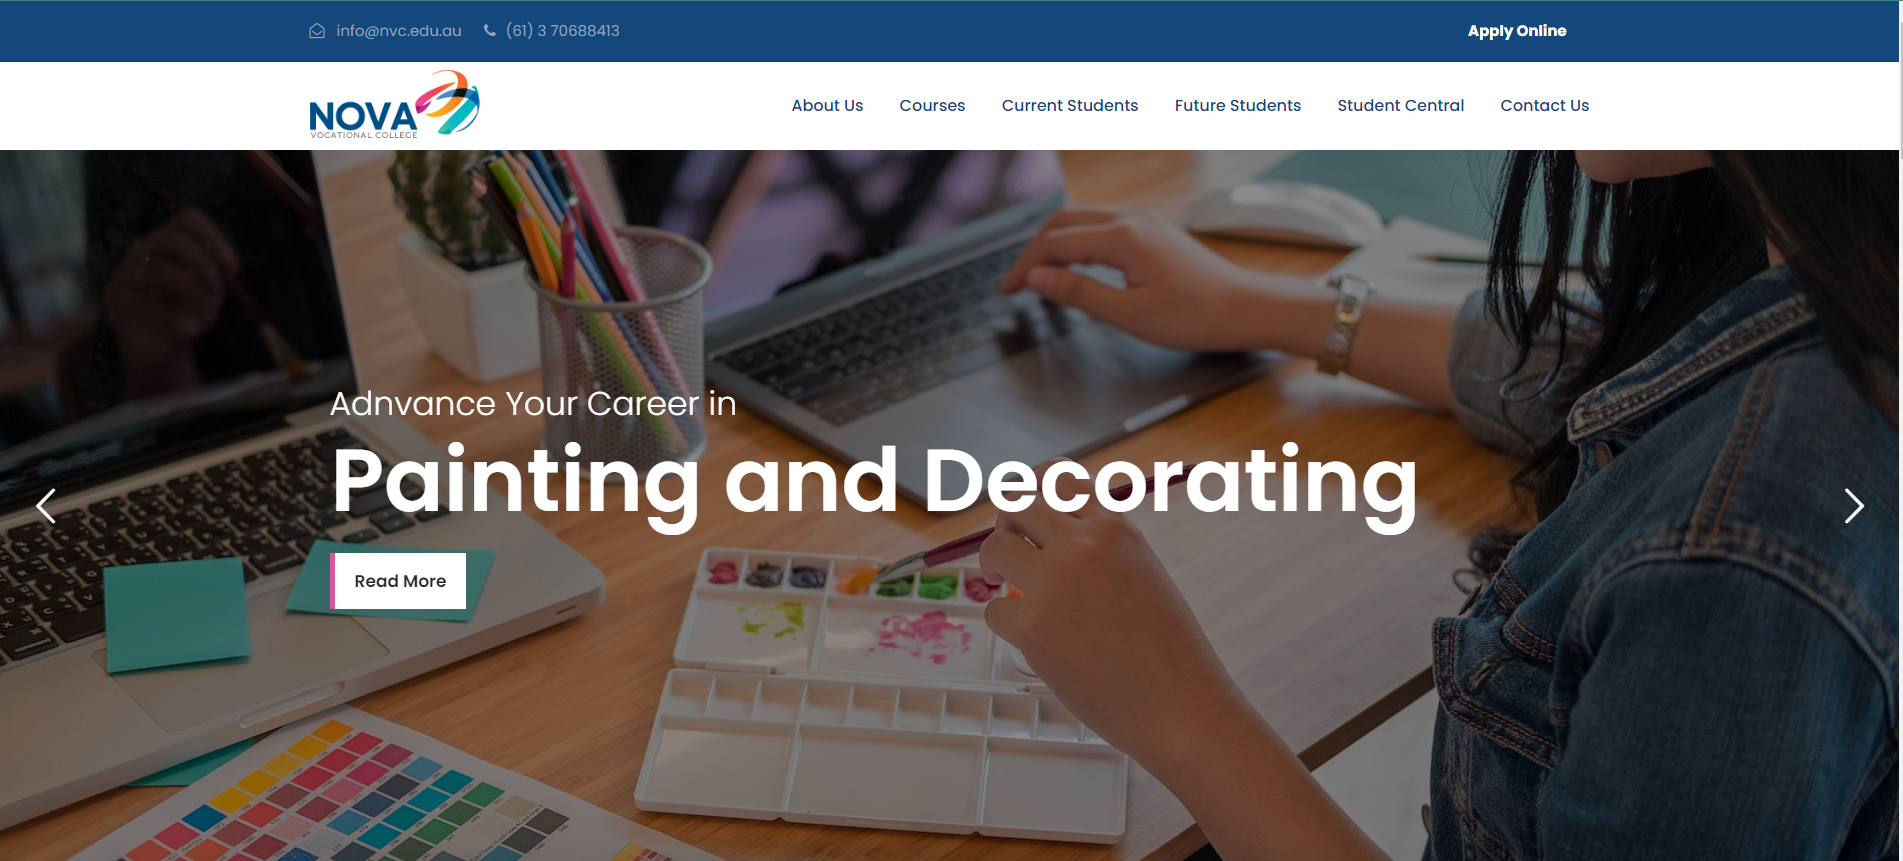 info@nvc.edu.au (61) 3 70688413 Apply Online
NOVA
VOCATIONAL COLLEGE
About Us Courses Current Students Future Students Student Central Contact Us
Adnvance Your Career in
Painting and Decorating
Read More